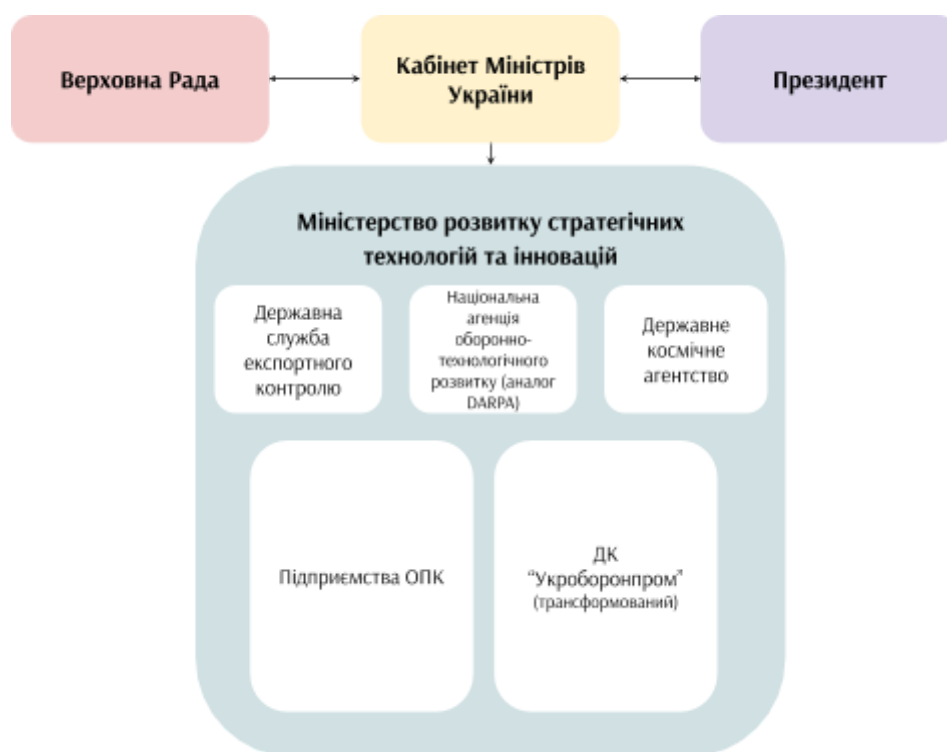 Верховна Рада
Кабінет Міністрів
України
Президент
Міністерство розвитку стратегічних
технологій та інновацій
Державна
служба
експортного
контролю
Національна
агенція
оборонно-
технологічного
розвитку (аналог
DARPA)
Державне
космічне
агентство
Підприємства ОПК
ДК
“Укроборонпром”
(трансформований)